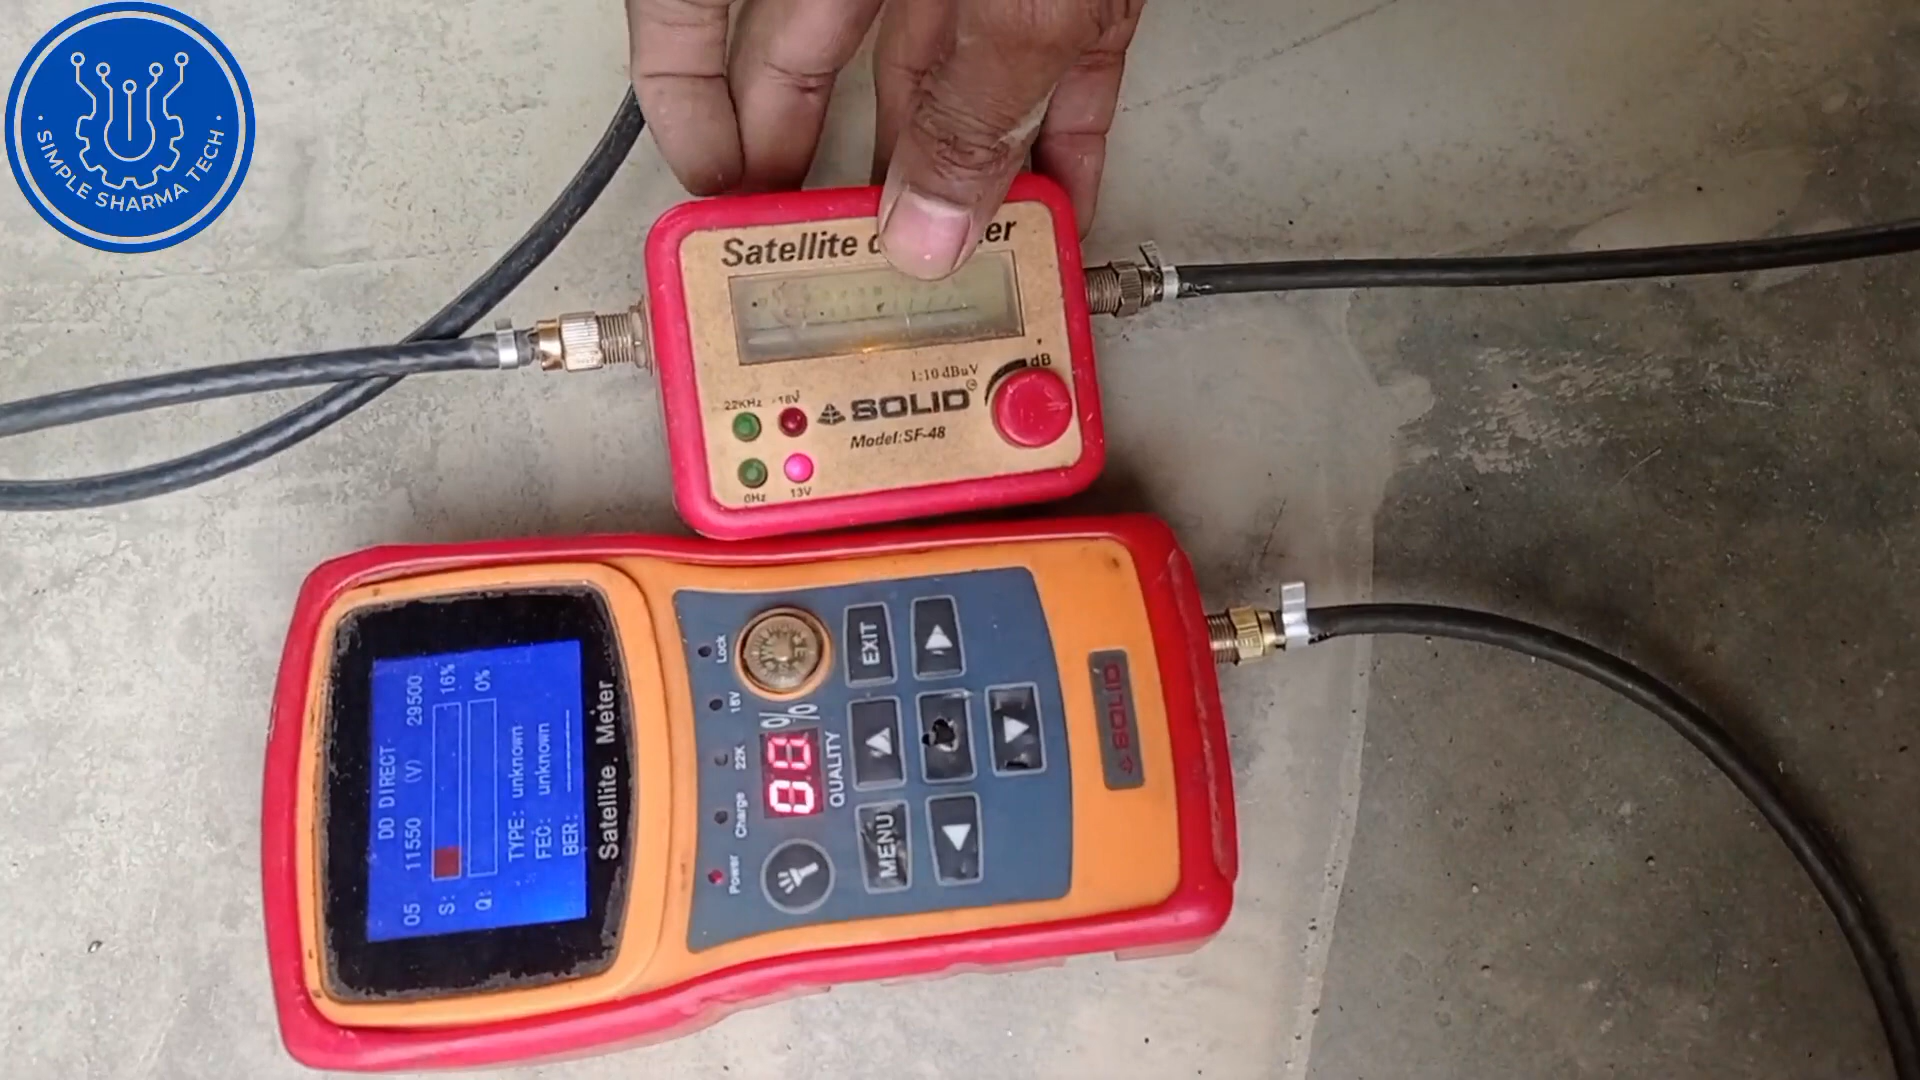 SIMPLE SHARMA TECH
Satellite
1:10 dBuV
dB
22KHz
18V
SOLID
Model:SF-48
0Hz
13V
DD DIRECT
05 11550 (V) 29500
S: 16%
Q: 0%
TYPE: unknown
FEC: unknown
BER:
Satellite. Meter
Power
Charge
22K
18V
Lock
%
QUALITY
EXIT
MENU
SOLID